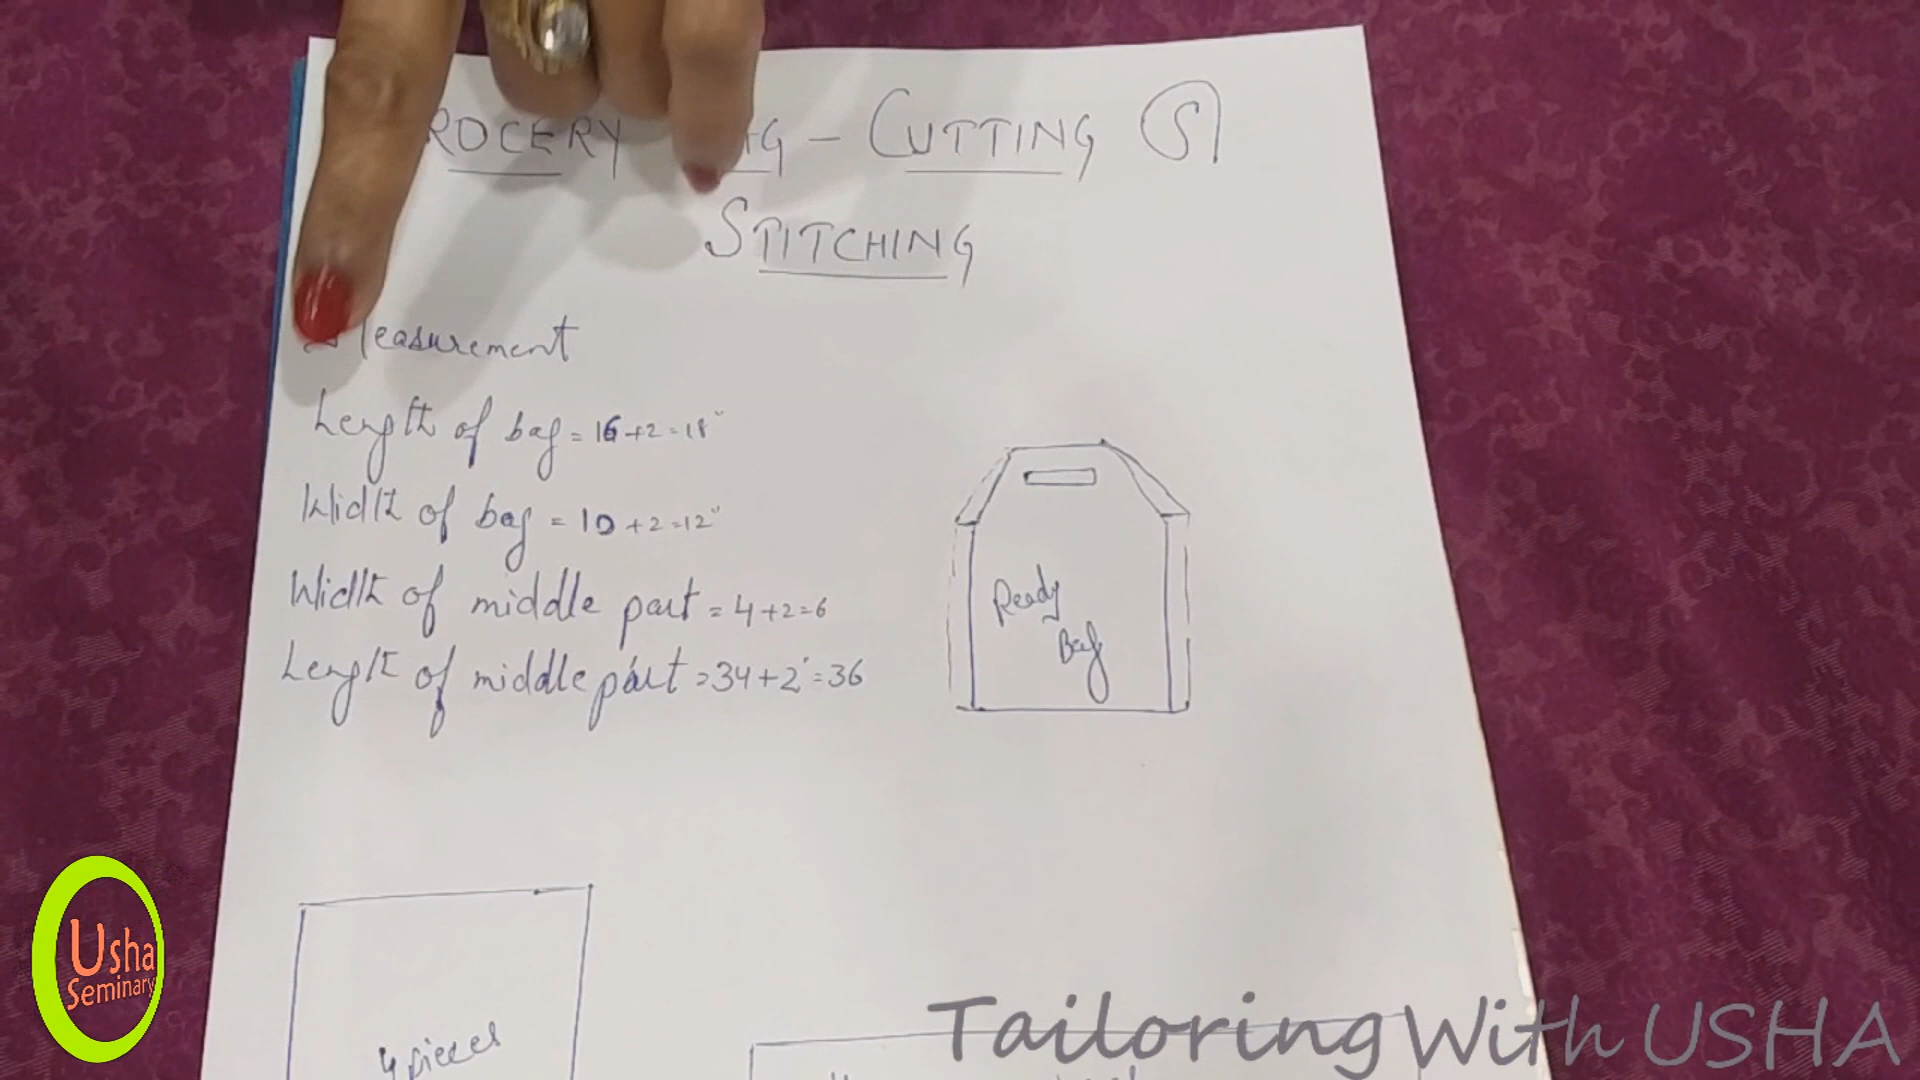 ROCERY AG - CUTTING &
STITCHING
Measurement
Length of bag = 16 + 2 = 18"
Width of bag = 10 + 2 = 12"
Width of middle part = 4 + 2 = 6
Length of middle part = 34 + 2" = 36
Ready
Bag
4 pieces
Usha
Seminary
Tailoring With USHA